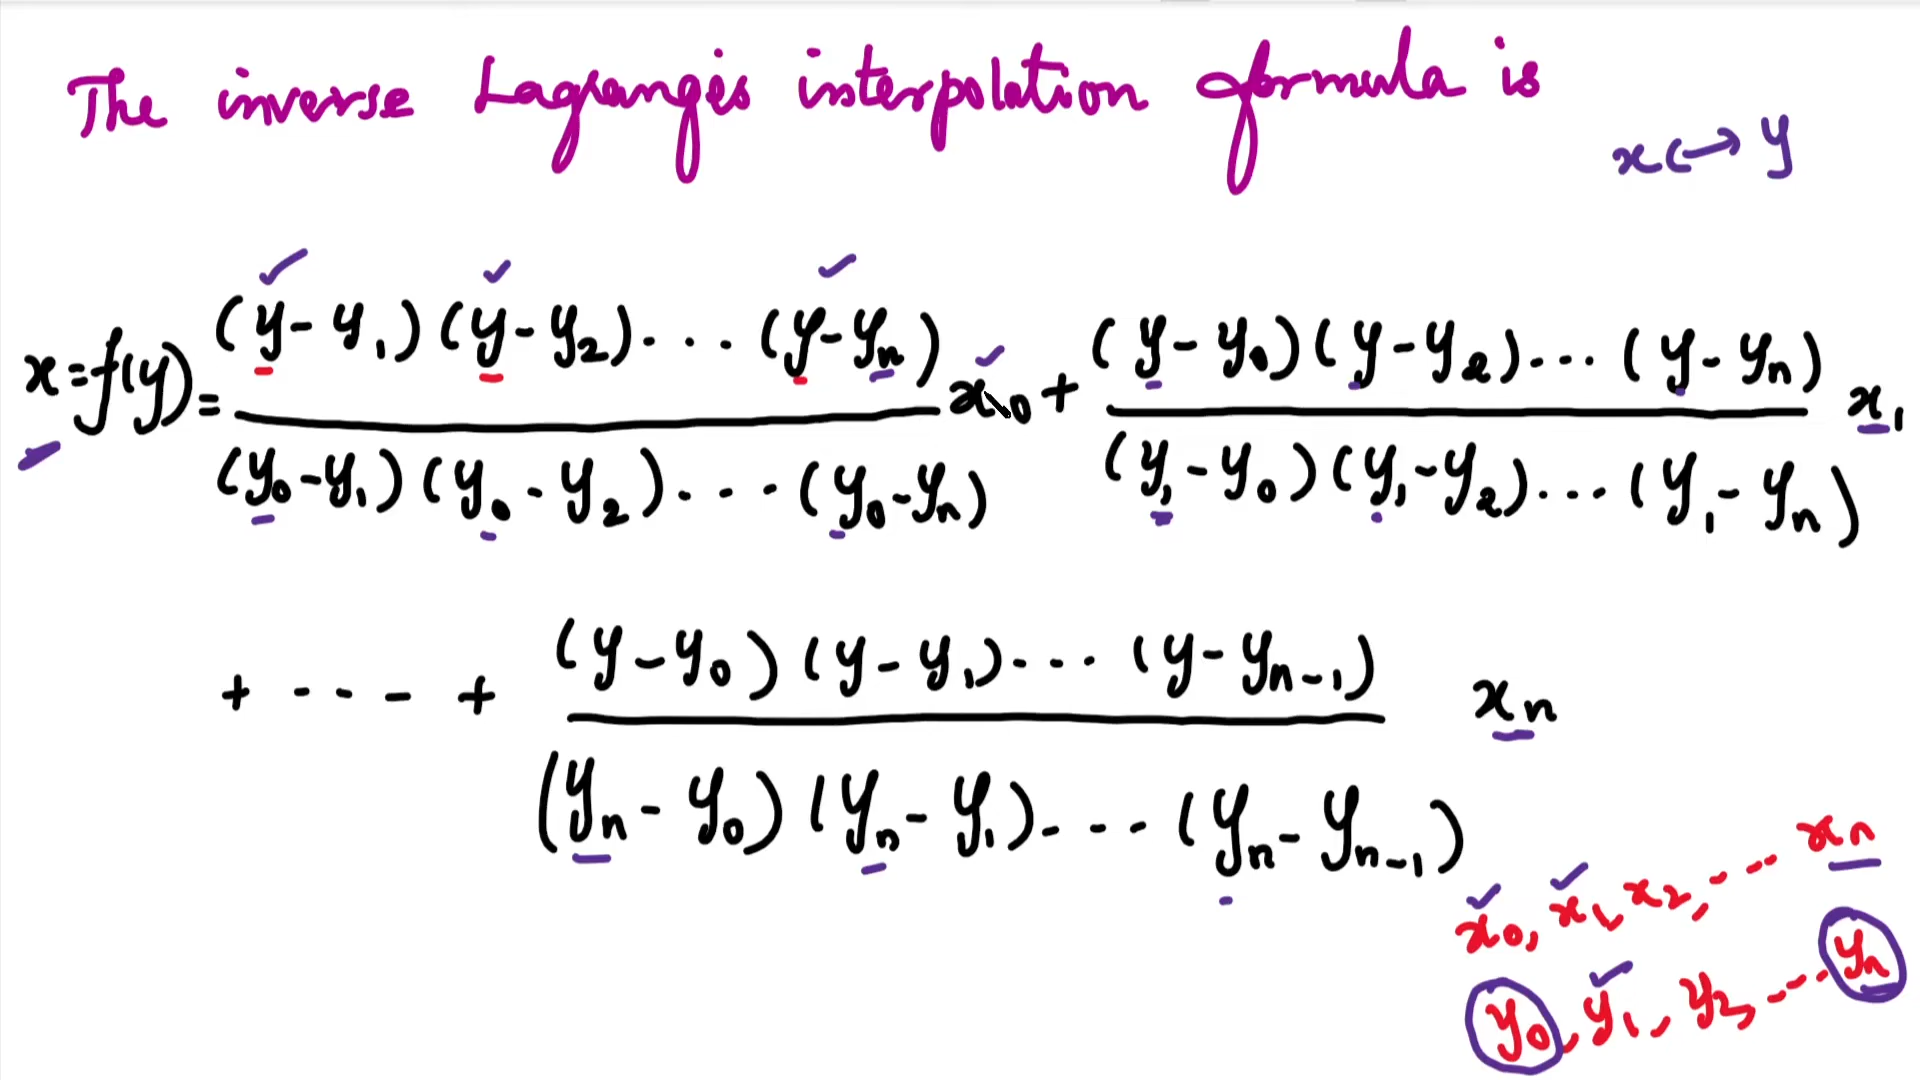 The inverse Lagrange's interpolation formula is
x ↔ y
x = f(y) = (y - y₁)(y - y₂)...(y - yₙ) / (y₀ - y₁)(y₀ - y₂)...(y₀ - yₙ) x₀ + (y - y₀)(y - y₂)...(y - yₙ) / (y₁ - y₀)(y₁ - y₂)...(y₁ - yₙ) x₁
+ ---- + (y - y₀)(y - y₁)...(y - yₙ₋₁) / (yₙ - y₀)(yₙ - y₁)...(yₙ - yₙ₋₁) xₙ
x₀, x₁, x₂, ... xₙ
y₀, y₁, y₂, ... yₙ